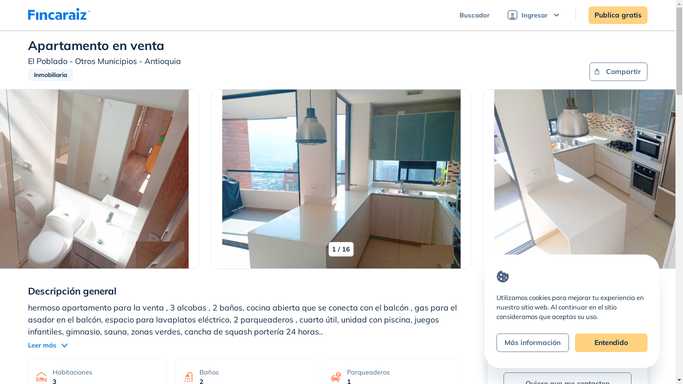 Fincaraiz
Buscador
Ingresar
Publica gratis
Apartamento en venta
El Poblado - Otros Municipios - Antioquia
Inmobiliaria
Compartir
1 / 16
Descripción general
hermoso apartamento para la venta , 3 alcobas , 2 baños, cocina abierta que se conecta con el balcón , gas para el
asador en el balcón, espacio para lavaplatos eléctrico, 2 parqueaderos , cuarto útil, unidad con piscina, juegos
infantiles, gimnasio, sauna, zonas verdes, cancha de squash portería 24 horas..
Leer más
Habitaciones
3
Baños
2
Parqueaderos
1
Utilizamos cookies para mejorar tu experiencia en
nuestro sitio web. Al continuar en el sitio
consideramos que aceptas su uso.
Más información
Entendido
Quiero que me contacten